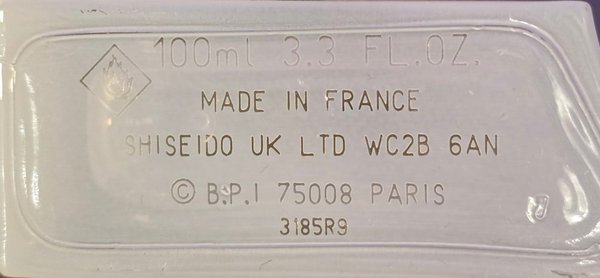 100ml 3.3 FL.OZ.
MADE IN FRANCE
SHISEIDO UK LTD WC2B 6AN
© B.P.I 75008 PARIS
3185R9